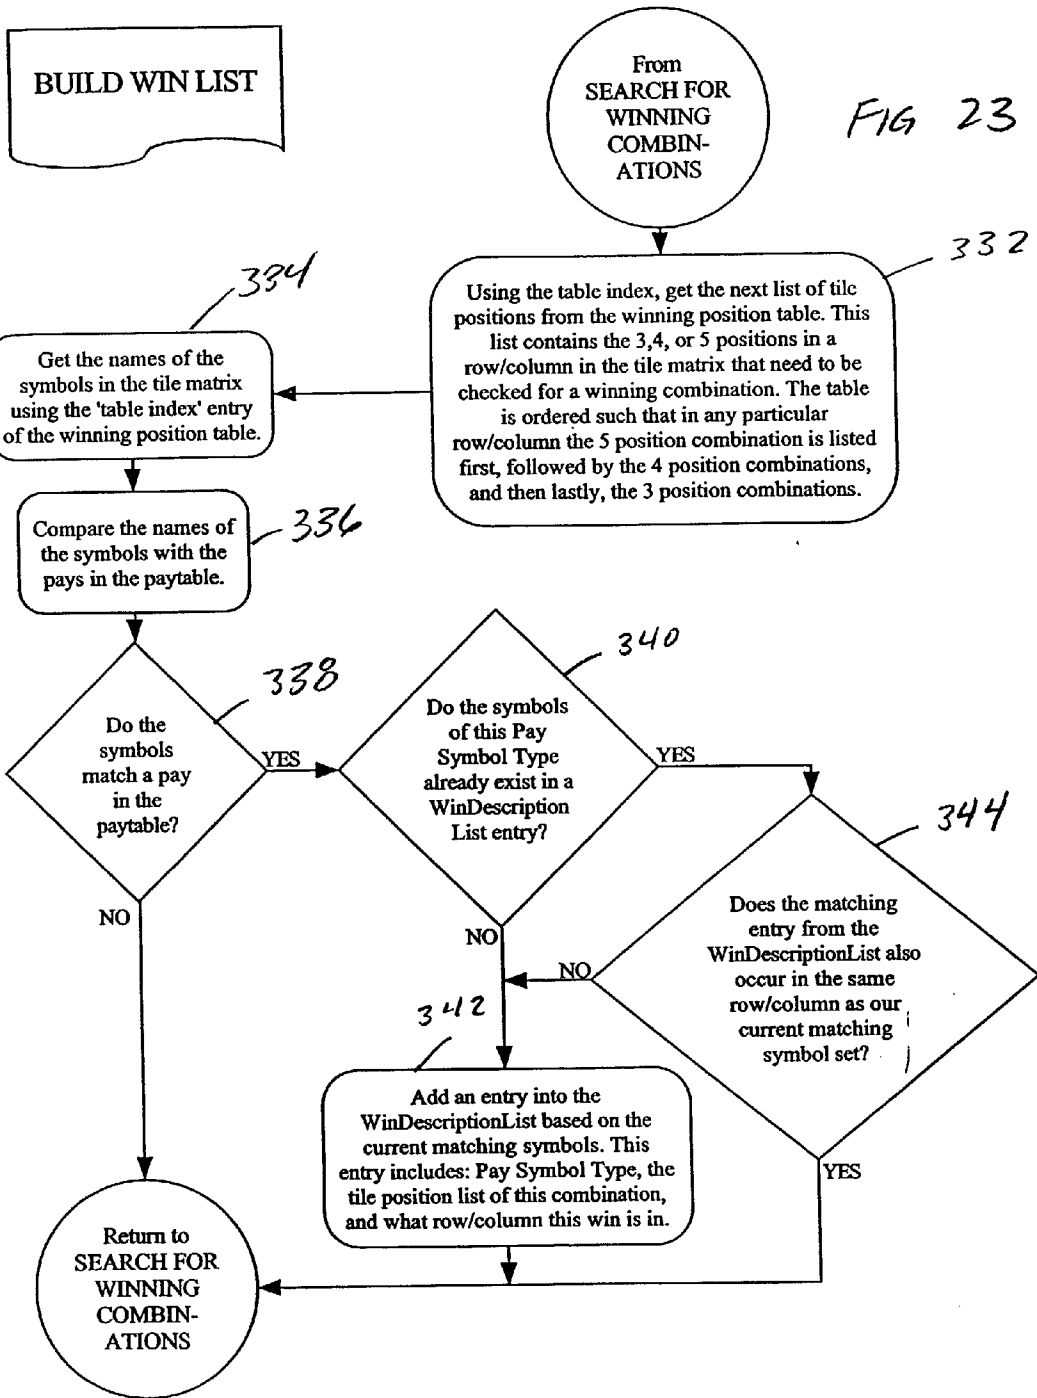 BUILD WIN LIST
From
SEARCH FOR
WINNING
COMBIN-
ATIONS
FIG 23
332
Using the table index, get the next list of tile
positions from the winning position table. This
list contains the 3,4, or 5 positions in a
row/column in the tile matrix that need to be
checked for a winning combination. The table
is ordered such that in any particular
row/column the 5 position combination is listed
first, followed by the 4 position combinations,
and then lastly, the 3 position combinations.
334
Get the names of the
symbols in the tile matrix
using the 'table index' entry
of the winning position table.
336
Compare the names of
the symbols with the
pays in the paytable.
338
Do the
symbols
match a pay
in the
paytable?
YES
NO
340
Do the symbols
of this Pay
Symbol Type
already exist in a
WinDescription
List entry?
YES
NO
344
Does the matching
entry from the
WinDescriptionList also
occur in the same
row/column as our
current matching
symbol set?
NO
YES
342
Add an entry into the
WinDescriptionList based on the
current matching symbols. This
entry includes: Pay Symbol Type, the
tile position list of this combination,
and what row/column this win is in.
Return to
SEARCH FOR
WINNING
COMBIN-
ATIONS